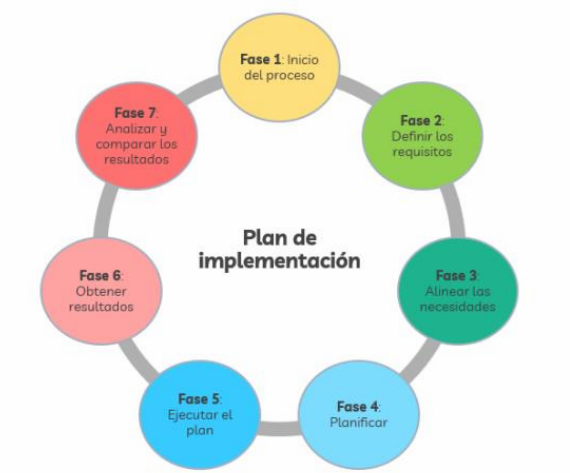 Fase 1: Inicio
del proceso
Fase 2:
Definir los
requisitos
Fase 3:
Alinear las
necesidades
Fase 4:
Planificar
Fase 5:
Ejecutar el
plan
Fase 6:
Obtener
resultados
Fase 7:
Analizar y
comparar los
resultados
Plan de
implementación